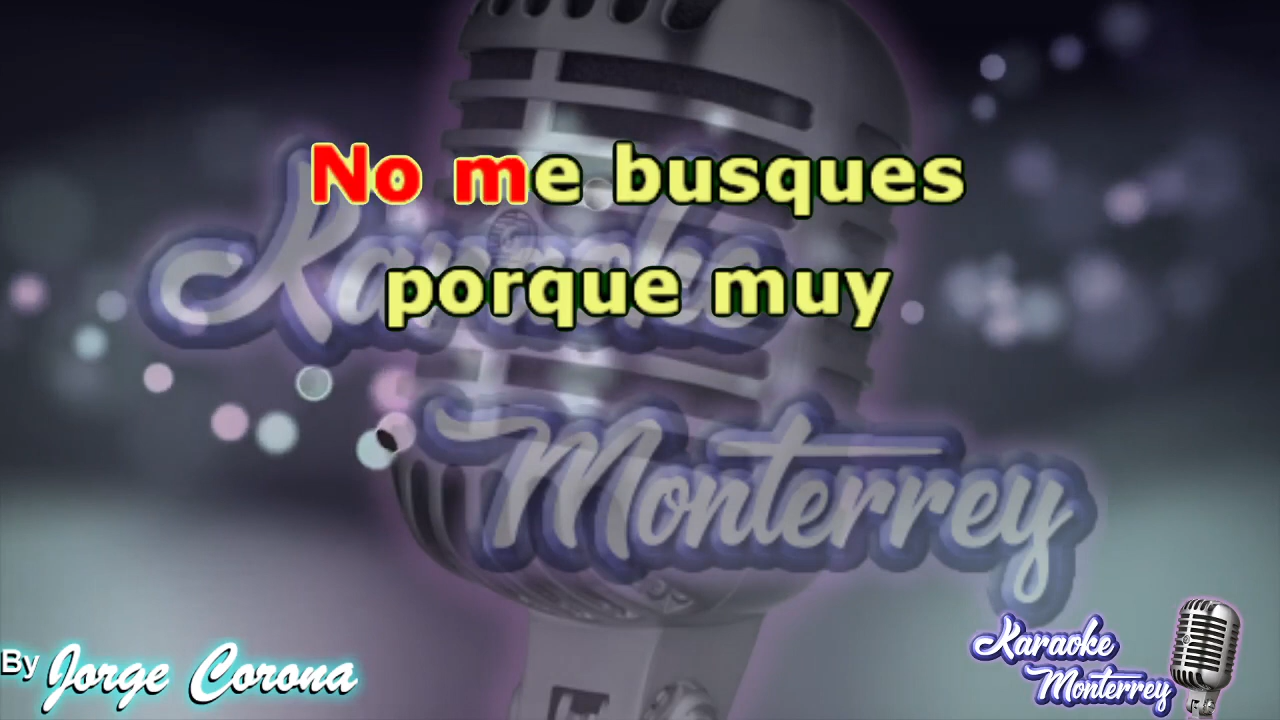 No me busques
porque muy
Karaoke
Monterrey
By Jorge Corona
Karaoke
Monterrey